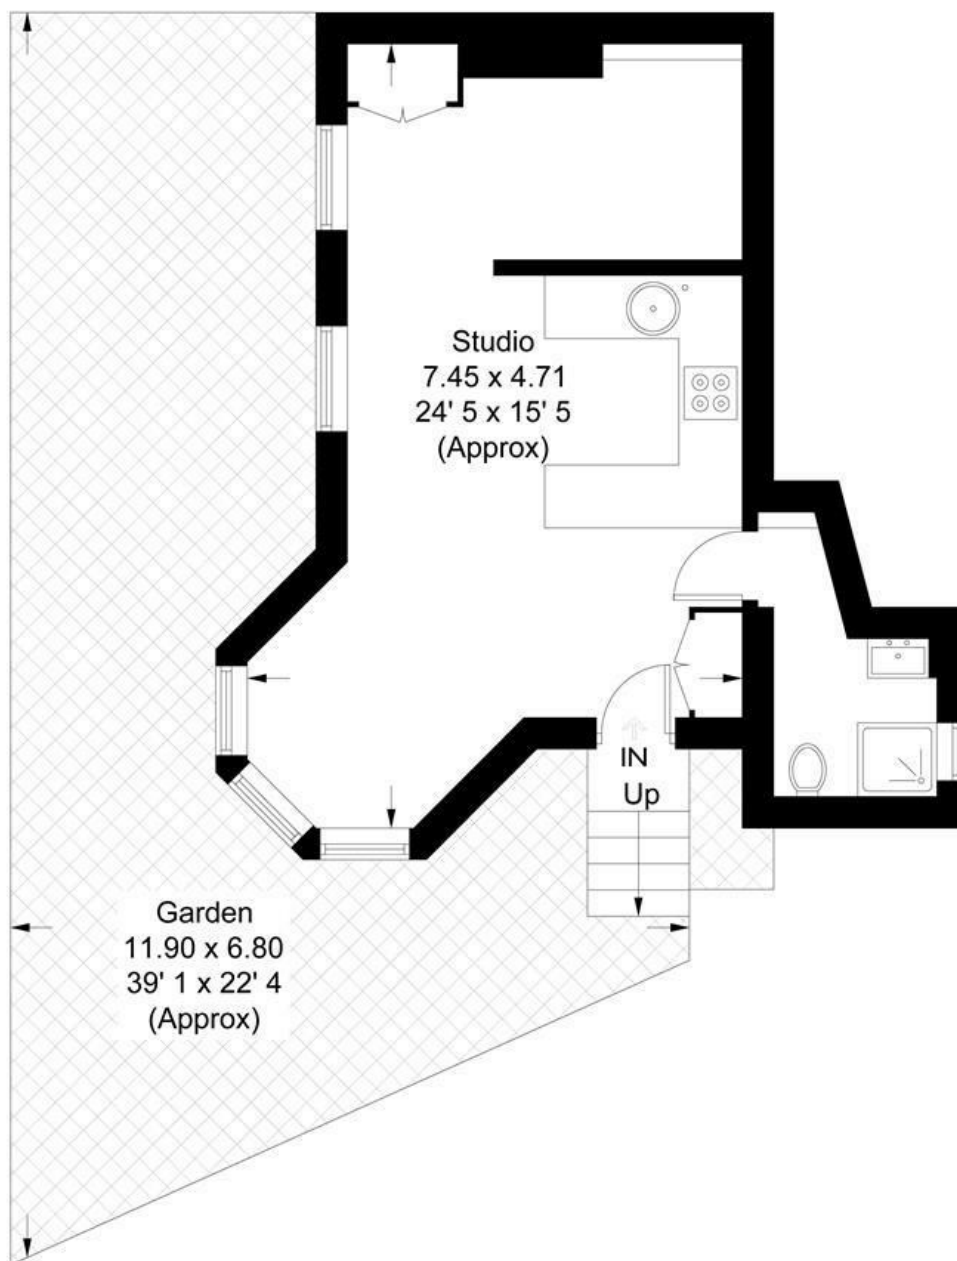 Studio
7.45 x 4.71
24' 5 x 15' 5
(Approx)
IN
Up
Garden
11.90 x 6.80
39' 1 x 22' 4
(Approx)